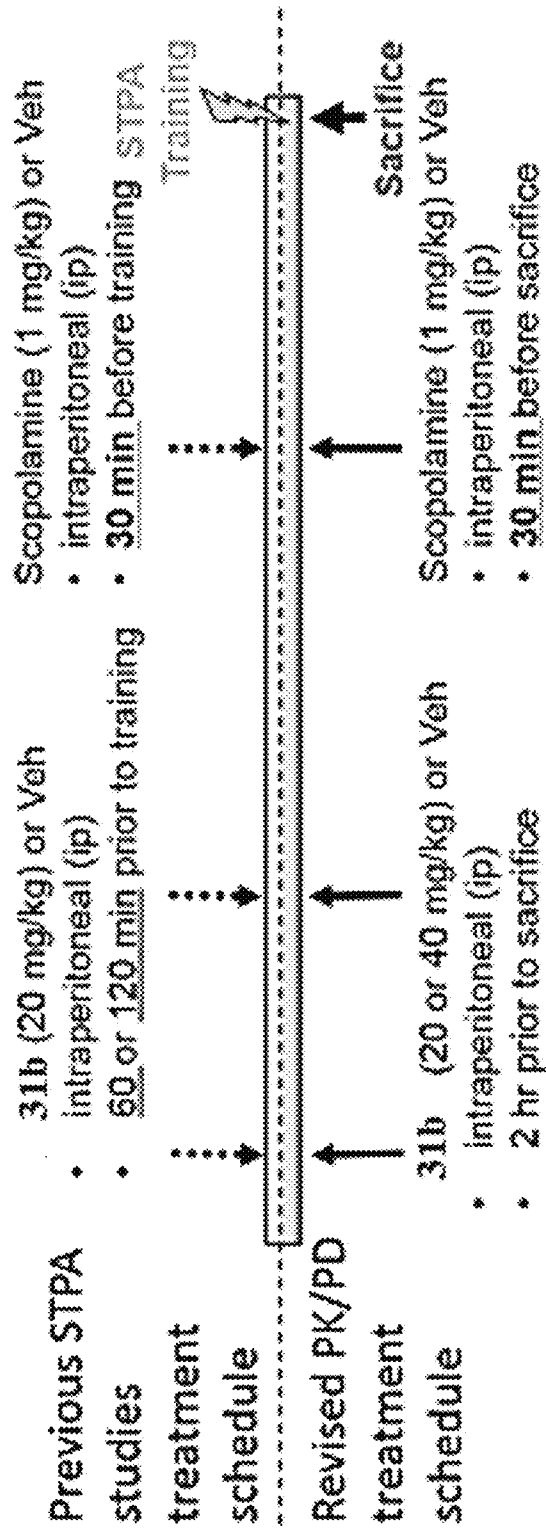 Previous STPA
studies
treatment
schedule
31b (20 mg/kg) or Veh
• intraperitoneal (ip)
• 60 or 120 min prior to training
Scopolamine (1 mg/kg) or Veh
• intraperitoneal (ip)
• 30 min before training
STPA
Training
Revised PK/PD
treatment
schedule
31b (20 or 40 mg/kg) or Veh
• intraperitoneal (ip)
• 2 hr prior to sacrifice
Sacrifice
Scopolamine (1 mg/kg) or Veh
• intraperitoneal (ip)
• 30 min before sacrifice